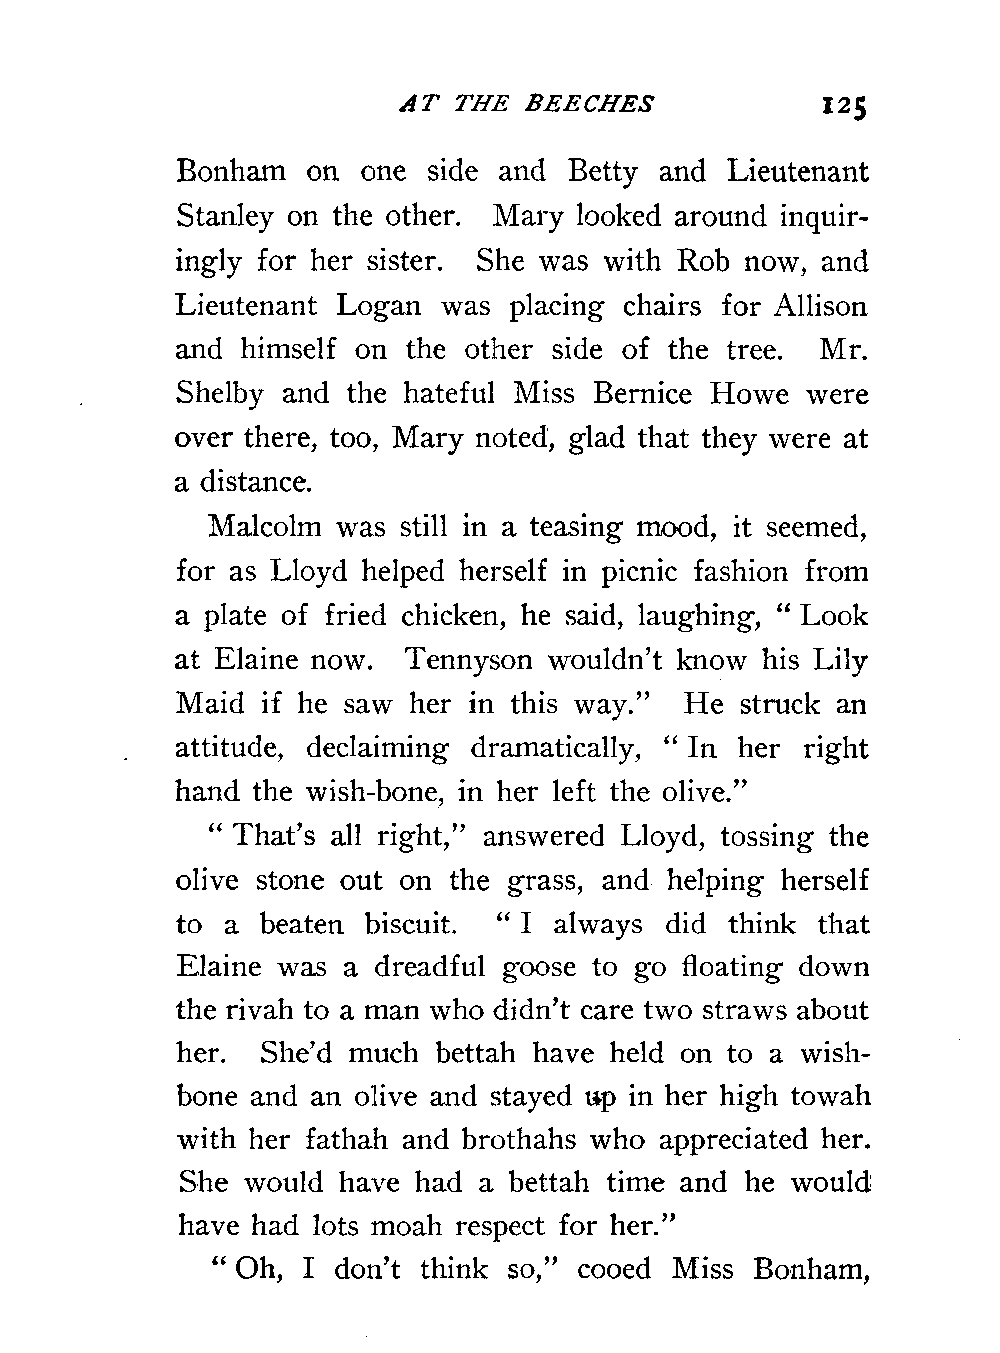 AT THE BEECHES 125
Bonham on one side and Betty and Lieutenant
Stanley on the other. Mary looked around inquir-
ingly for her sister. She was with Rob now, and
Lieutenant Logan was placing chairs for Allison
and himself on the other side of the tree. Mr.
Shelby and the hateful Miss Bernice Howe were
over there, too, Mary noted, glad that they were at
a distance.
Malcolm was still in a teasing mood, it seemed,
for as Lloyd helped herself in picnic fashion from
a plate of fried chicken, he said, laughing, “ Look
at Elaine now. Tennyson wouldn’t know his Lily
Maid if he saw her in this way.” He struck an
attitude, declaiming dramatically, “ In her right
hand the wish-bone, in her left the olive.”
“ That’s all right,” answered Lloyd, tossing the
olive stone out on the grass, and helping herself
to a beaten biscuit. “ I always did think that
Elaine was a dreadful goose to go floating down
the rivah to a man who didn’t care two straws about
her. She’d much bettah have held on to a wish-
bone and an olive and stayed up in her high towah
with her fathah and brothahs who appreciated her.
She would have had a bettah time and he would
have had lots moah respect for her.”
“ Oh, I don’t think so,” cooed Miss Bonham,